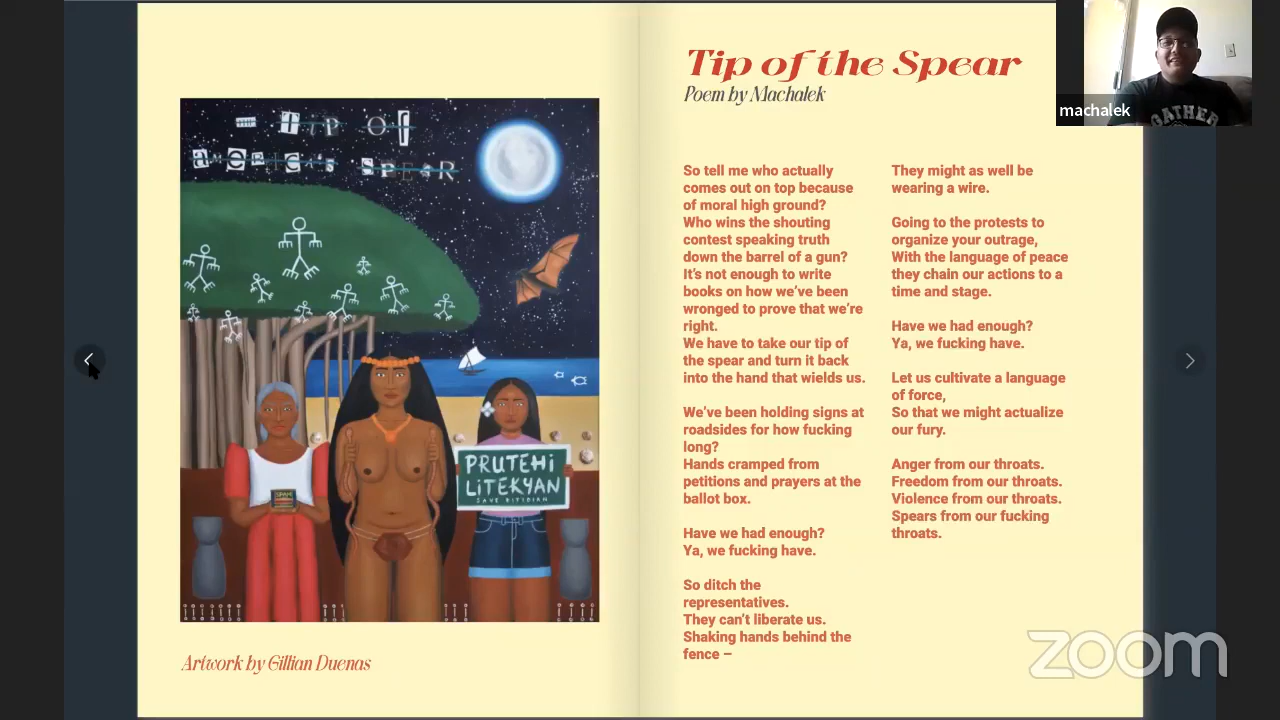 TIP OF
AMERICA'S SPEAR
PRUTEHI
LITEKYAN
SAVE RITIDIAN
Artwork by Gillian Duenas
Tip of the Spear
Poem by Machalek
So tell me who actually
comes out on top because
of moral high ground?
Who wins the shouting
contest speaking truth
down the barrel of a gun?
It's not enough to write
books on how we've been
wronged to prove that we're
right.
We have to take our tip of
the spear and turn it back
into the hand that wields us.
We've been holding signs at
roadsides for how fucking
long?
Hands cramped from
petitions and prayers at the
ballot box.
Have we had enough?
Ya, we fucking have.
So ditch the
representatives.
They can't liberate us.
Shaking hands behind the
fence –
They might as well be
wearing a wire.
Going to the protests to
organize your outrage,
With the language of peace
they chain our actions to a
time and stage.
Have we had enough?
Ya, we fucking have.
Let us cultivate a language
of force,
So that we might actualize
our fury.
Anger from our throats.
Freedom from our throats.
Violence from our throats.
Spears from our fucking
throats.
machalek
GATHER
zoom